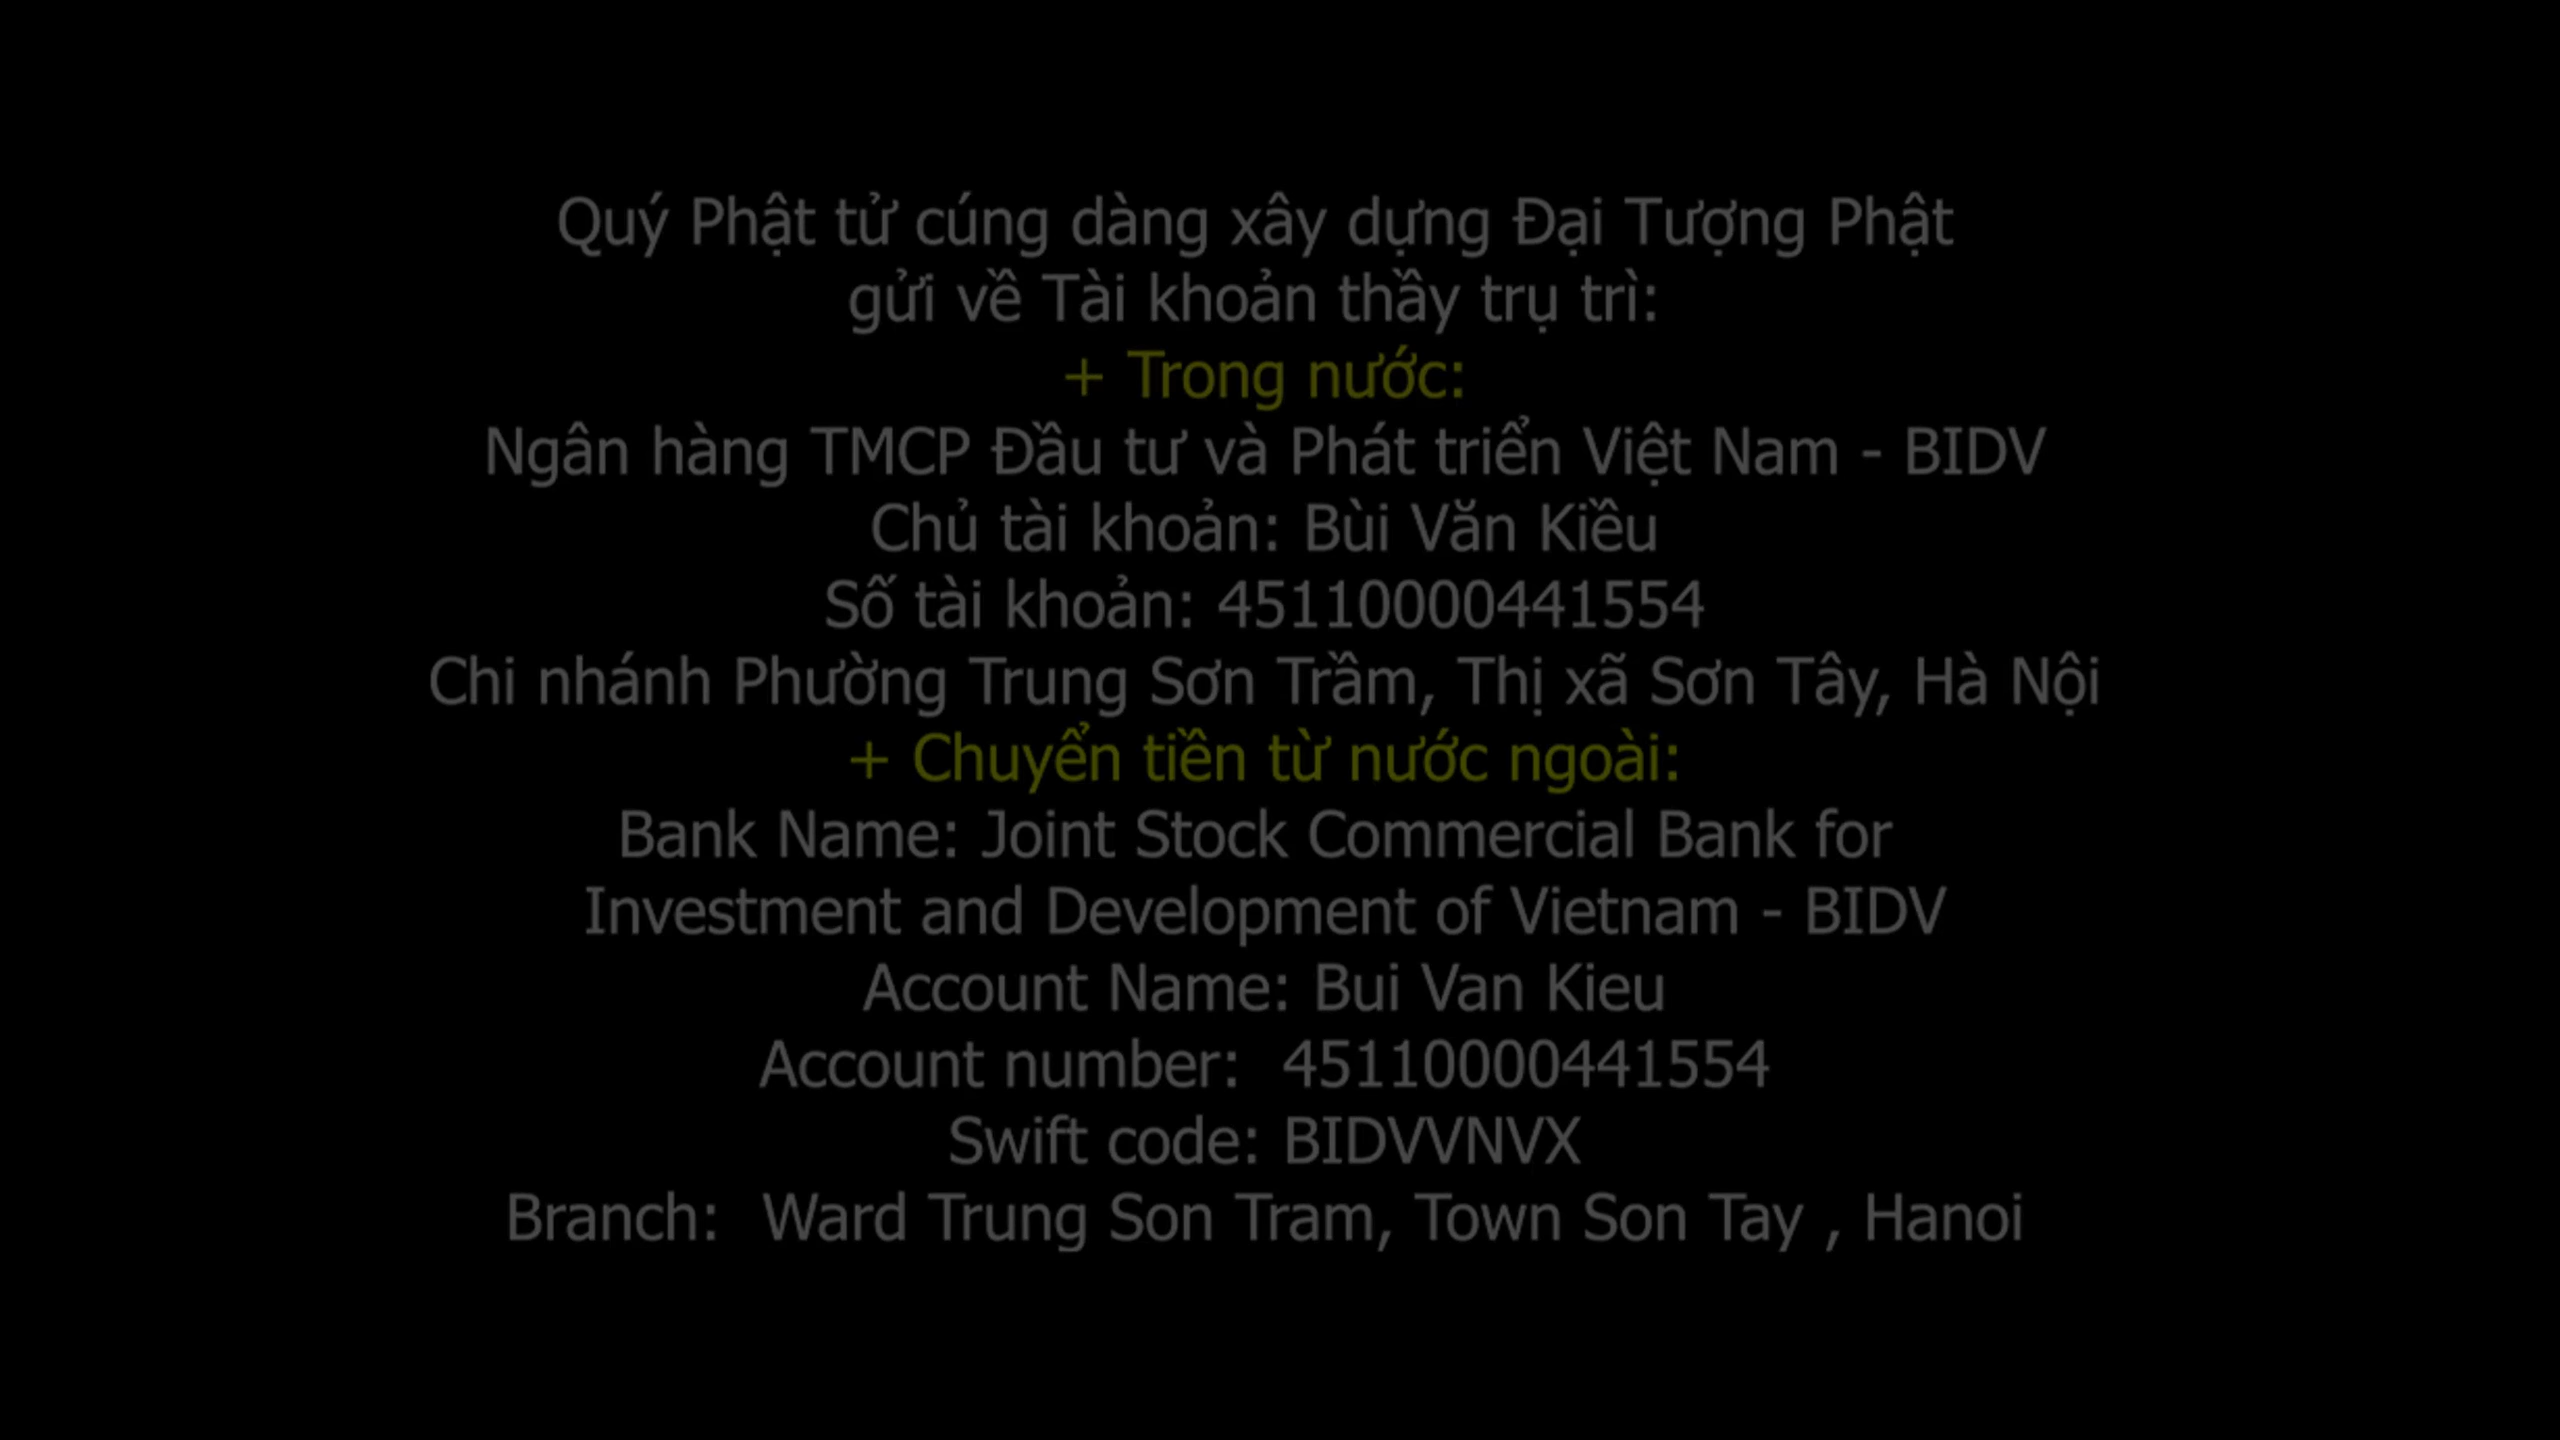 Quý Phật tử cúng dàng xây dựng Đại Tượng Phật
gửi về Tài khoản thầy trụ trì:
+ Trong nước:
Ngân hàng TMCP Đầu tư và Phát triển Việt Nam - BIDV
Chủ tài khoản: Bùi Văn Kiều
Số tài khoản: 45110000441554
Chi nhánh Phường Trung Sơn Trầm, Thị xã Sơn Tây, Hà Nội
+ Chuyển tiền từ nước ngoài:
Bank Name: Joint Stock Commercial Bank for
Investment and Development of Vietnam - BIDV
Account Name: Bui Van Kieu
Account number:  45110000441554
Swift code: BIDVVNVX
Branch:  Ward Trung Son Tram, Town Son Tay , Hanoi